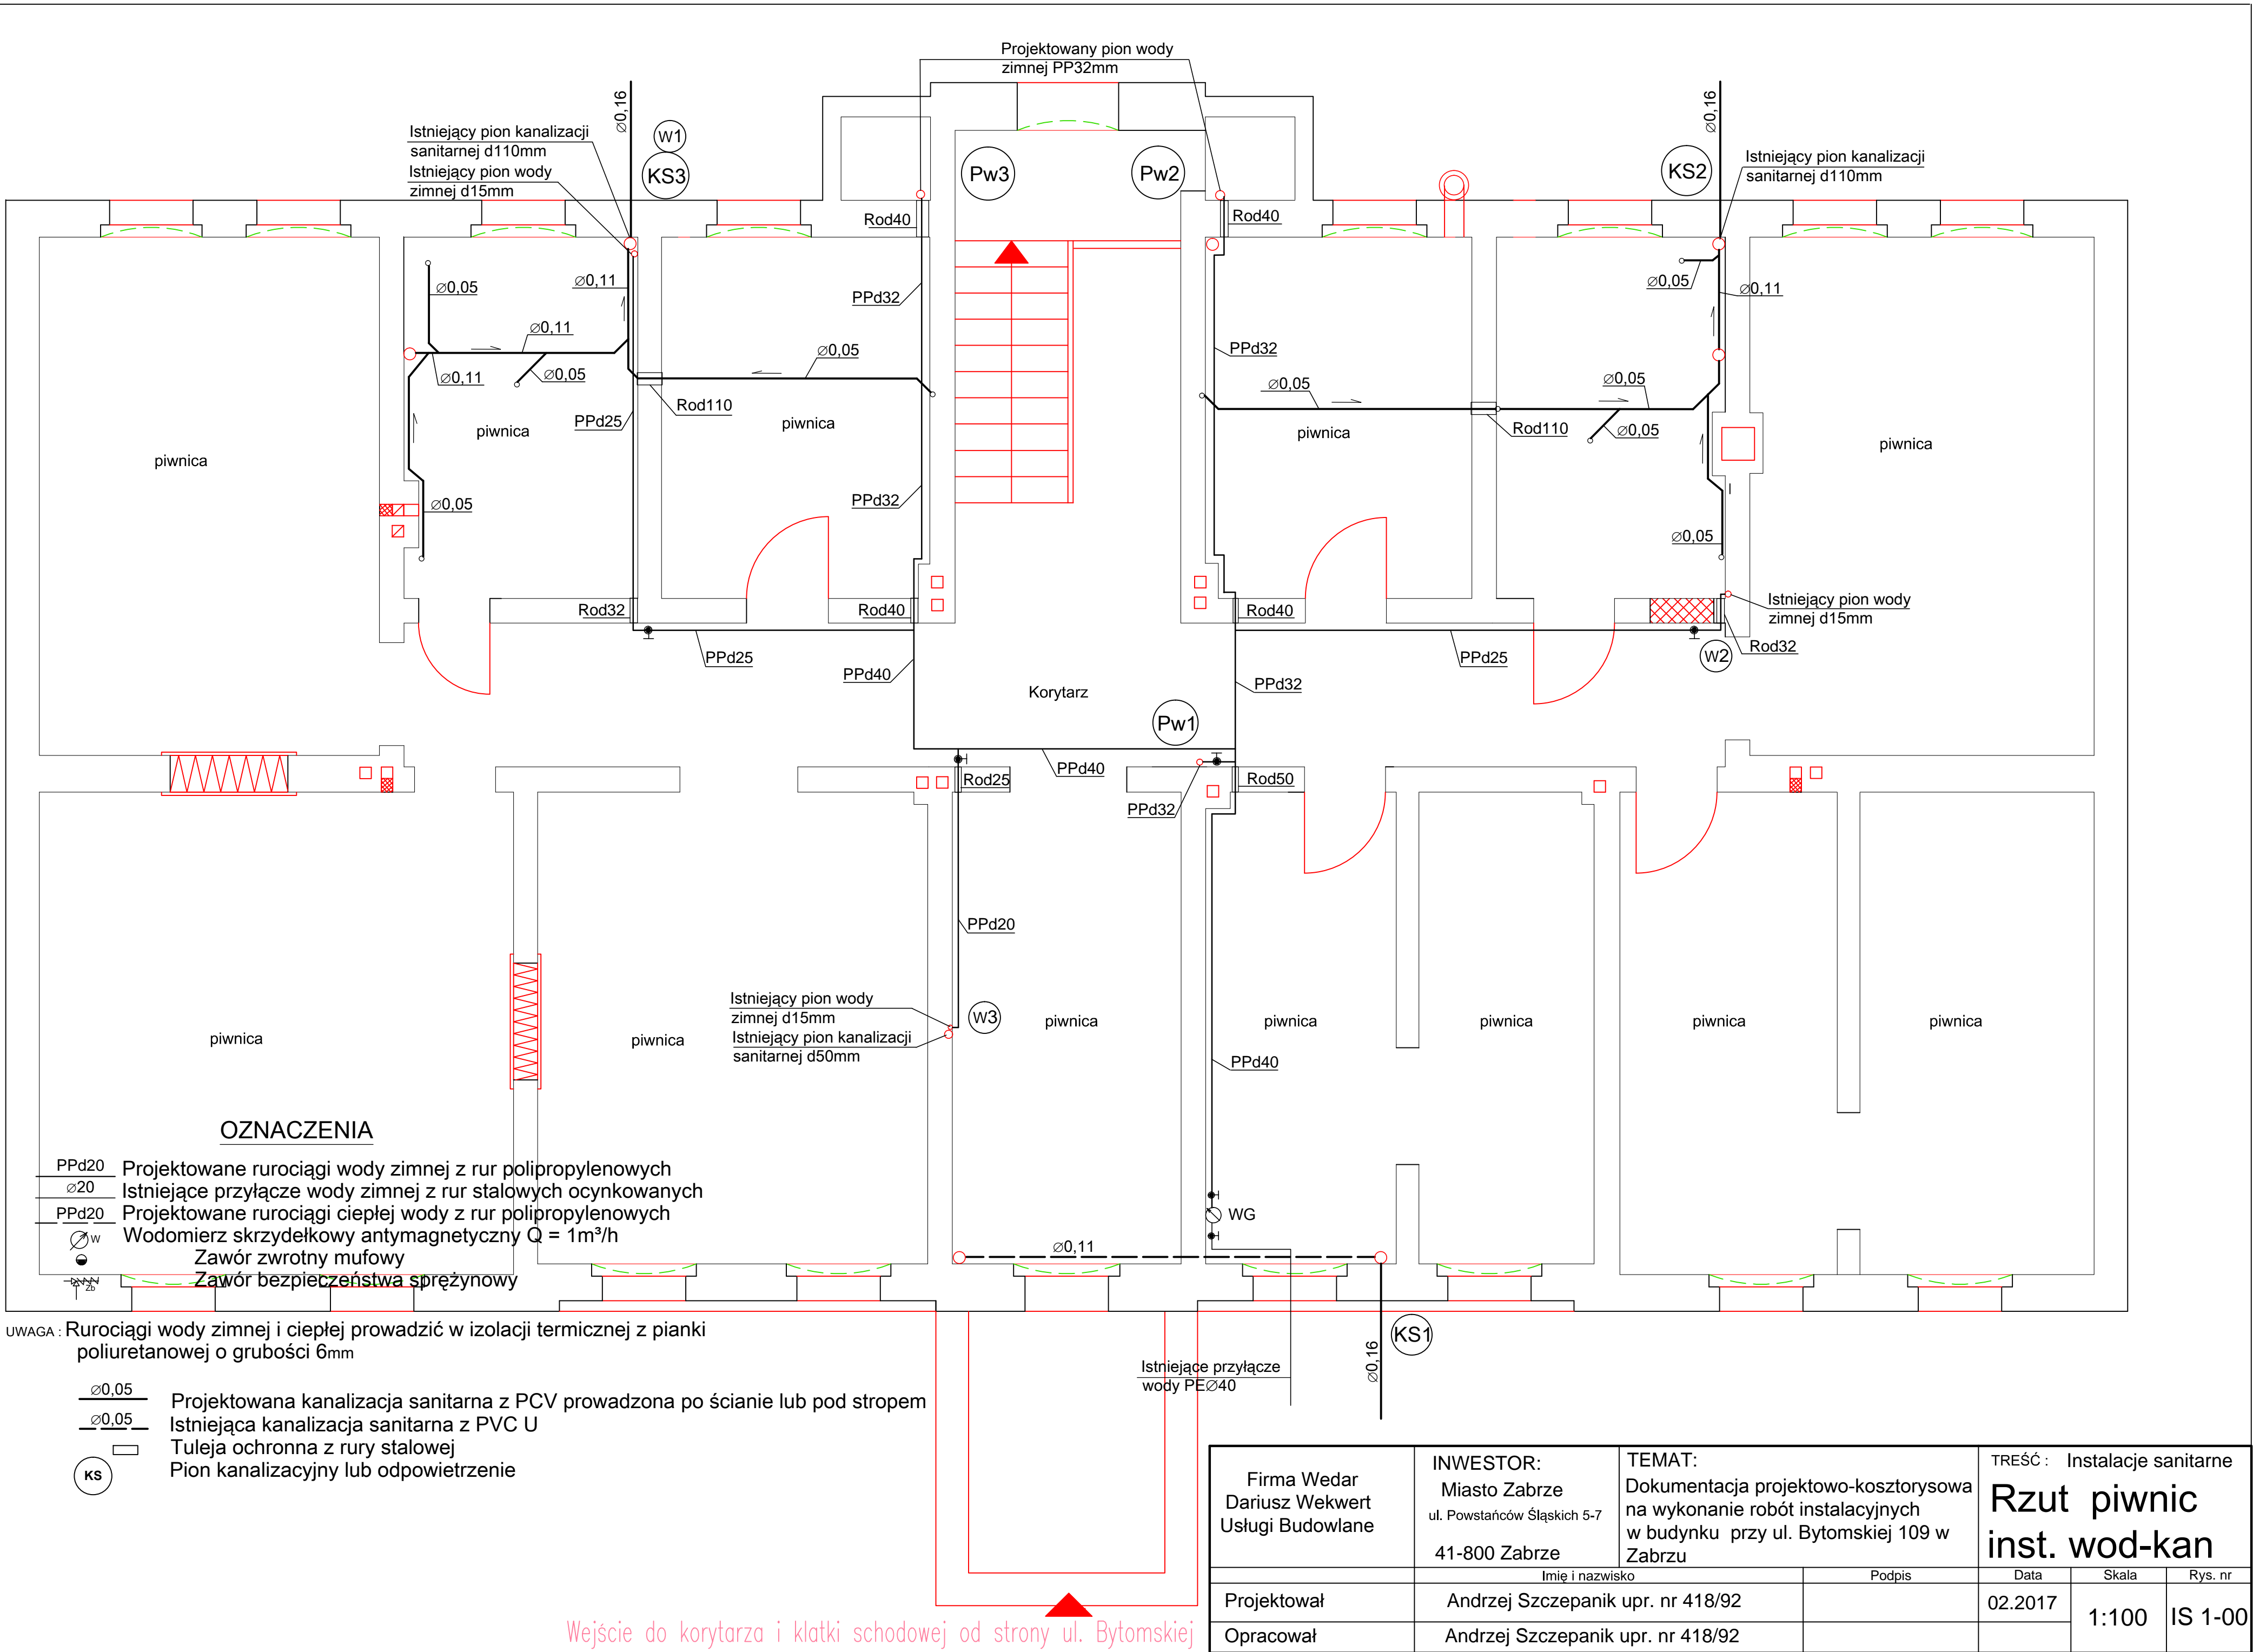 Projektowany pion wody
zimnej PP32mm
∅0,16
∅0,16
Istniejący pion kanalizacji
sanitarnej d110mm
Istniejący pion wody
zimnej d15mm
W1
KS3
Pw3
Pw2
KS2
Istniejący pion kanalizacji
sanitarnej d110mm
Rod40
Rod40
∅0,05
∅0,11
PPd32
∅0,05
∅0,11
∅0,11
∅0,05
PPd32
∅0,11
∅0,05
∅0,05
∅0,05
Rod110
PPd25
piwnica
piwnica
piwnica
Rod110
∅0,05
piwnica
piwnica
PPd32
∅0,05
∅0,05
Rod32
Rod40
Rod40
Istniejący pion wody
zimnej d15mm
Rod32
W2
PPd25
PPd40
PPd25
PPd32
Korytarz
Pw1
Rod25
PPd40
Rod50
PPd32
PPd20
Istniejący pion wody
zimnej d15mm
Istniejący pion kanalizacji
sanitarnej d50mm
W3
piwnica
piwnica
piwnica
piwnica
piwnica
piwnica
piwnica
PPd40
WG
∅0,11
OZNACZENIA
PPd20 Projektowane rurociągi wody zimnej z rur polipropylenowych
∅20 Istniejące przyłącze wody zimnej z rur stalowych ocynkowanych
PPd20 Projektowane rurociągi ciepłej wody z rur polipropylenowych
W Wodomierz skrzydełkowy antymagnetyczny Q = 1m³/h
Zawór zwrotny mufowy
Zb Zawór bezpieczeństwa sprężynowy
UWAGA : Rurociągi wody zimnej i ciepłej prowadzić w izolacji termicznej z pianki
poliuretanowej o grubości 6mm
∅0,05 Projektowana kanalizacja sanitarna z PCV prowadzona po ścianie lub pod stropem
∅0,05 Istniejąca kanalizacja sanitarna z PVC U
Tuleja ochronna z rury stalowej
KS Pion kanalizacyjny lub odpowietrzenie
KS1
∅0,16
Istniejące przyłącze
wody PE∅40
Wejście do korytarza i klatki schodowej od strony ul. Bytomskiej
Firma Wedar
Dariusz Wekwert
Usługi Budowlane
INWESTOR:
Miasto Zabrze
ul. Powstańców Śląskich 5-7
41-800 Zabrze
TEMAT:
Dokumentacja projektowo-kosztorysowa
na wykonanie robót instalacyjnych
w budynku przy ul. Bytomskiej 109 w
Zabrzu
TREŚĆ : Instalacje sanitarne
Rzut piwnic
inst. wod-kan
Imię i nazwisko
Podpis
Data
Skala
Rys. nr
Projektował
Andrzej Szczepanik upr. nr 418/92
02.2017
1:100
IS 1-00
Opracował
Andrzej Szczepanik upr. nr 418/92